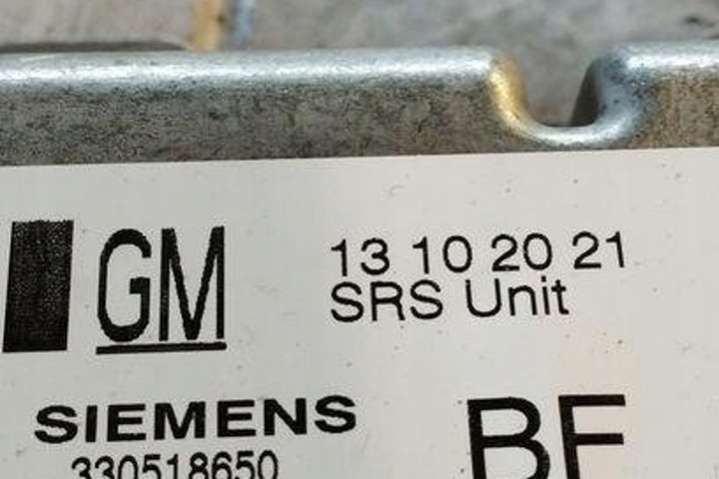 GM
13 10 20 21
SRS Unit
SIEMENS
330518650
BF